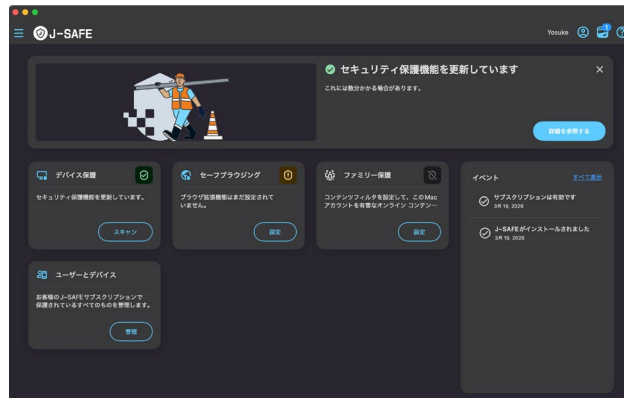 J-SAFE
Yosuke
1
セキュリティ保護機能を更新しています
これには数分かかる場合があります。
詳細を参照する
デバイス保護
セキュリティ保護機能を更新しています。
スキャン
セーフブラウジング
ブラウザ拡張機能はまだ設定されて
いません。
設定
ファミリー保護
コンテンツフィルタを設定して、このMac
アカウントを有害なオンライン コンテン…
設定
イベント
すべて表示
サブスクリプションは有効です
3月 19, 2026
J-SAFEがインストールされました
3月 19, 2026
ユーザーとデバイス
お客様のJ-SAFEサブスクリプションで
保護されているすべてのものを管理します。
管理